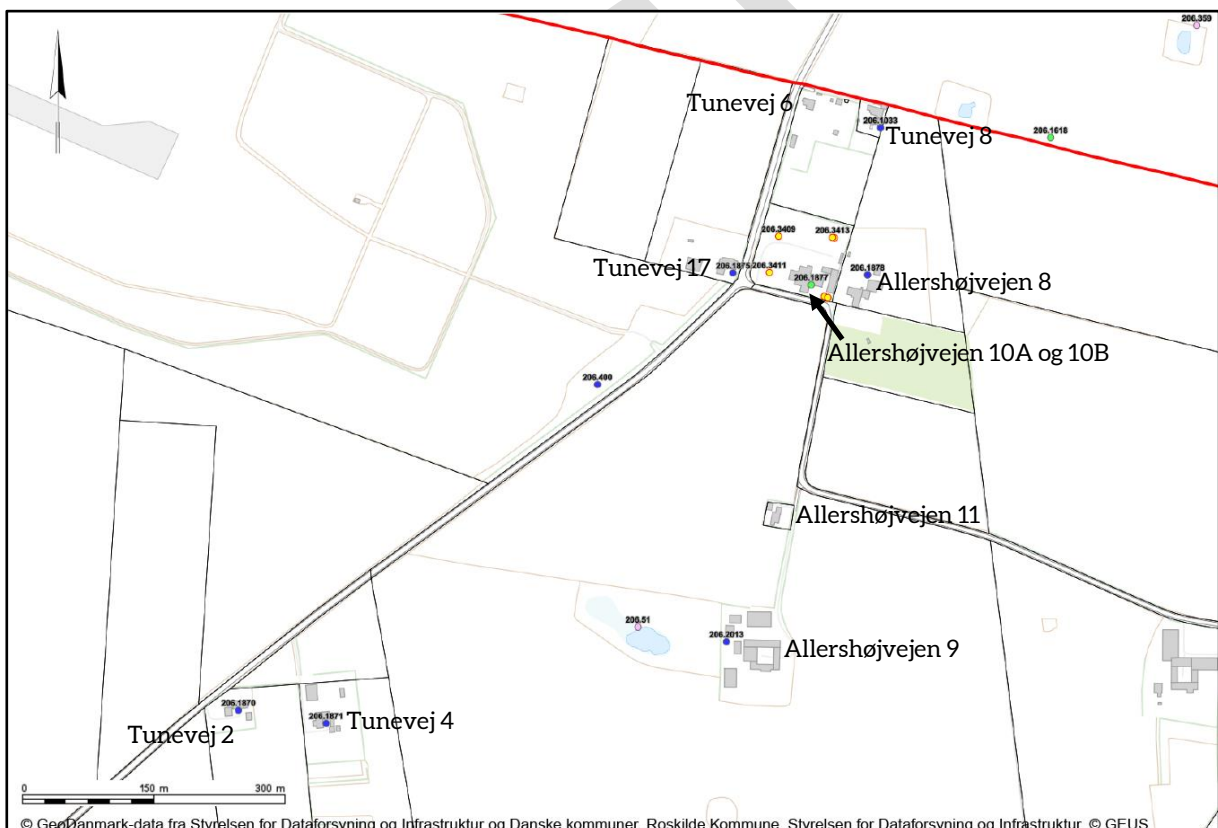 206.359
Tunevej 6
206.1033
Tunevej 8
206.1618
206.3409
206.3413
Tunevej 17
206.1875
206.3411
206.1877
206.1878
Allershøjvejen 8
Allershøjvejen 10A og 10B
206.400
Allershøjvejen 11
206.51
206.2013
Allershøjvejen 9
206.1870
206.1871
Tunevej 4
Tunevej 2
0 150 m 300 m
© GeoDanmark-data fra Styrelsen for Dataforsyning og Infrastruktur og Danske kommuner, Roskilde Kommune, Styrelsen for Dataforsyning og Infrastruktur, © GEUS